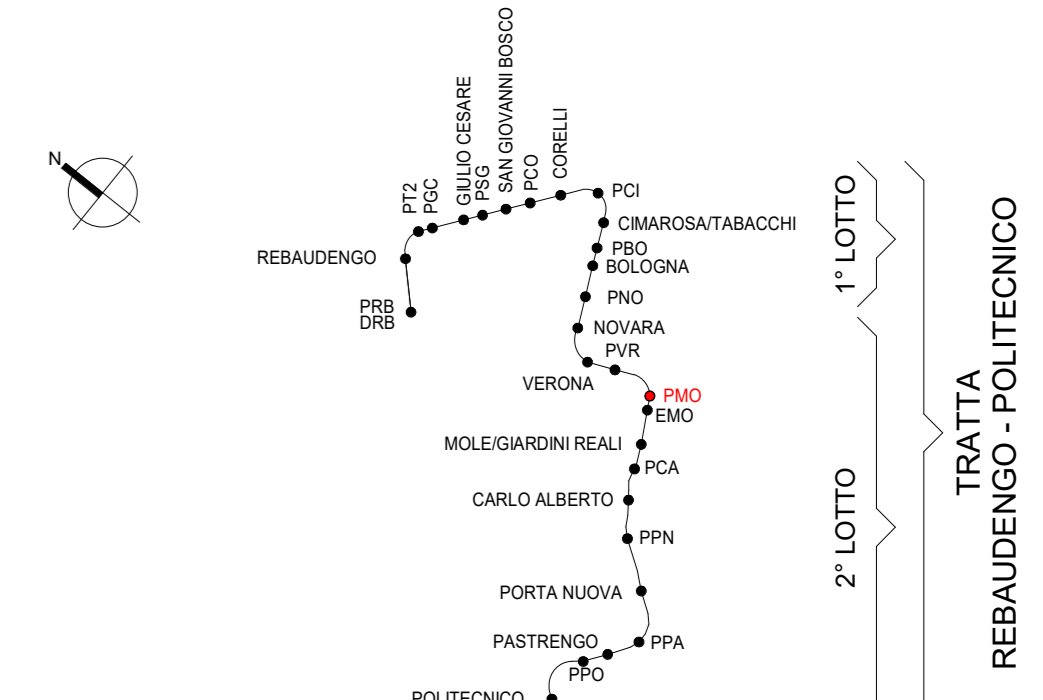 N
PT2
PGC
GIULIO CESARE
PSG
SAN GIOVANNI BOSCO
PCO
CORELLI
PCI
CIMAROSA/TABACCHI
REBAUDENGO
PBO
BOLOGNA
PRB
DRB
PNO
NOVARA
PVR
VERONA
PMO
EMO
MOLE/GIARDINI REALI
PCA
CARLO ALBERTO
PPN
PORTA NUOVA
PASTRENGO
PPA
PPO
POLITECNICO
1° LOTTO
2° LOTTO
TRATTA
REBAUDENGO - POLITECNICO